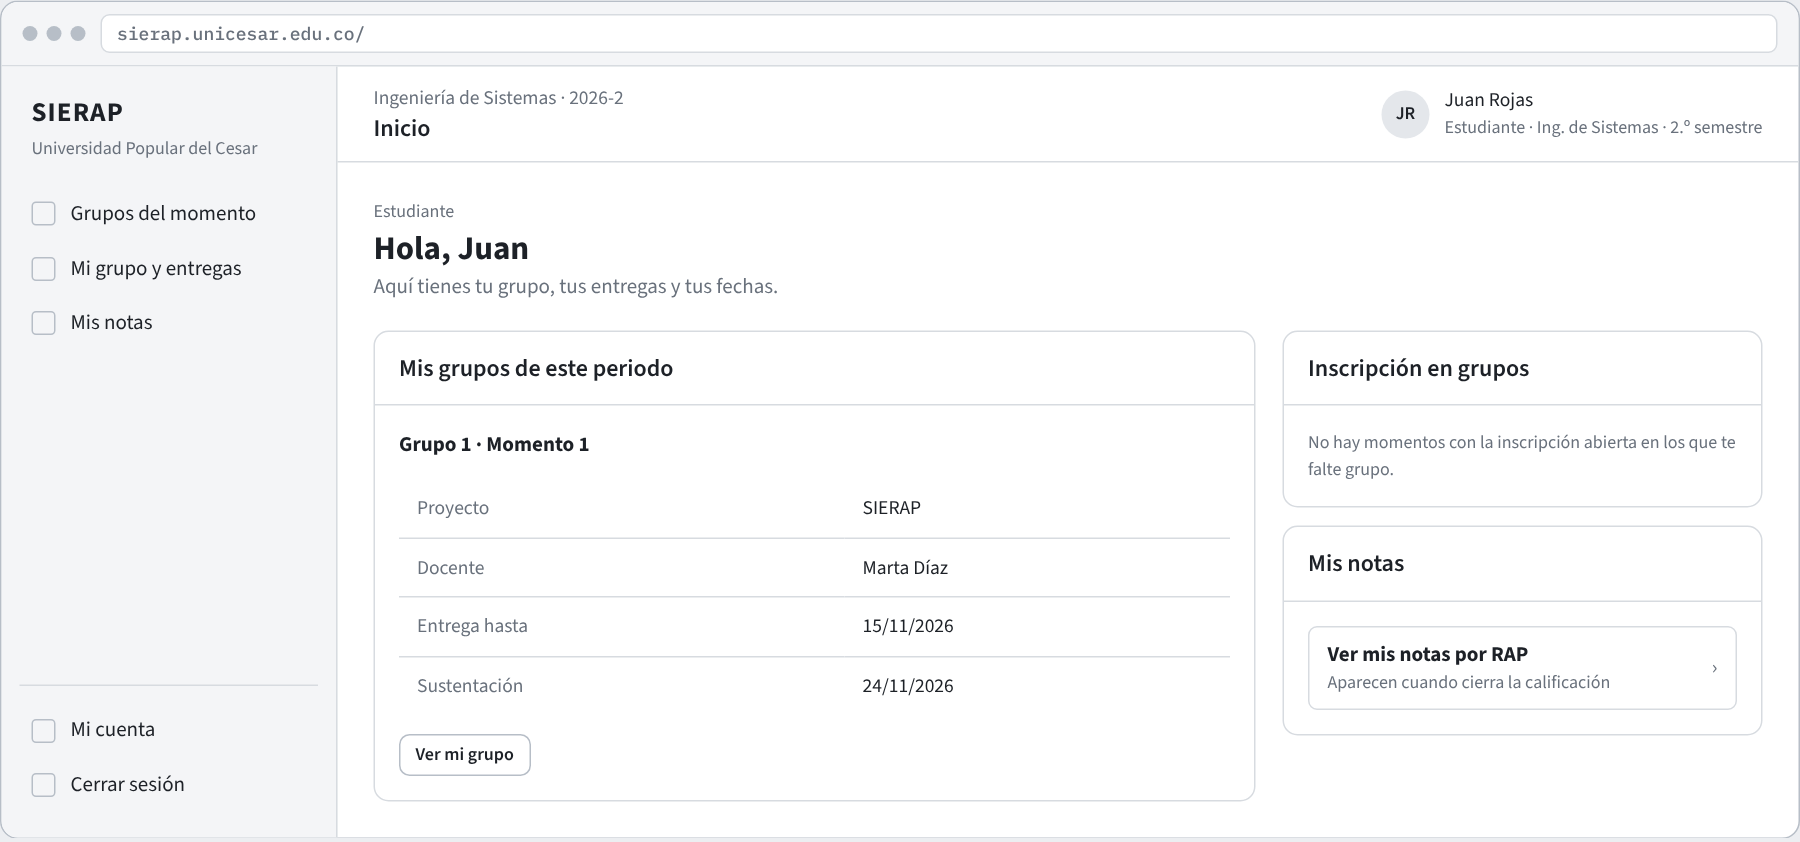 sierap.unicesar.edu.co/
SIERAP
Universidad Popular del Cesar
Grupos del momento
Mi grupo y entregas
Mis notas
Mi cuenta
Cerrar sesión
Ingeniería de Sistemas · 2026-2
Inicio
JR
Juan Rojas
Estudiante · Ing. de Sistemas · 2.º semestre
Estudiante
Hola, Juan
Aquí tienes tu grupo, tus entregas y tus fechas.
Mis grupos de este periodo
Grupo 1 · Momento 1
Proyecto SIERAP
Docente Marta Díaz
Entrega hasta 15/11/2026
Sustentación 24/11/2026
Ver mi grupo
Inscripción en grupos
No hay momentos con la inscripción abierta en los que te
falte grupo.
Mis notas
Ver mis notas por RAP
Aparecen cuando cierra la calificación
›